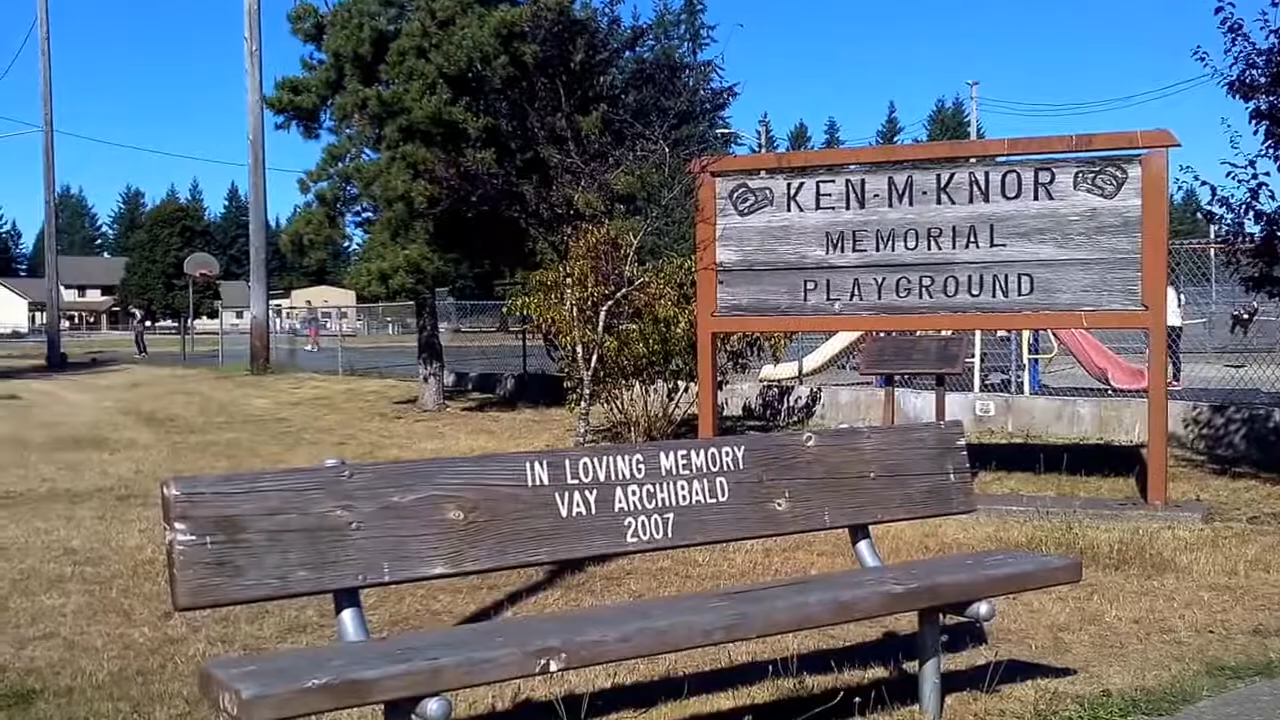 KEN·M·KNOR
MEMORIAL
PLAYGROUND
IN LOVING MEMORY
VAY ARCHIBALD
2007